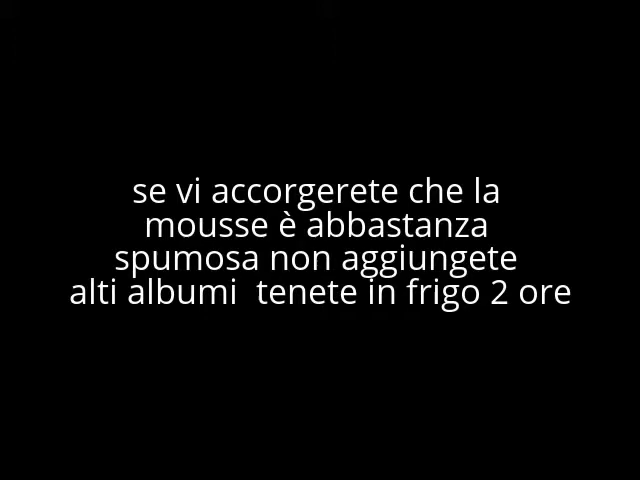 se vi accorgerete che la
mousse è abbastanza
spumosa non aggiungete
alti albumi  tenete in frigo 2 ore